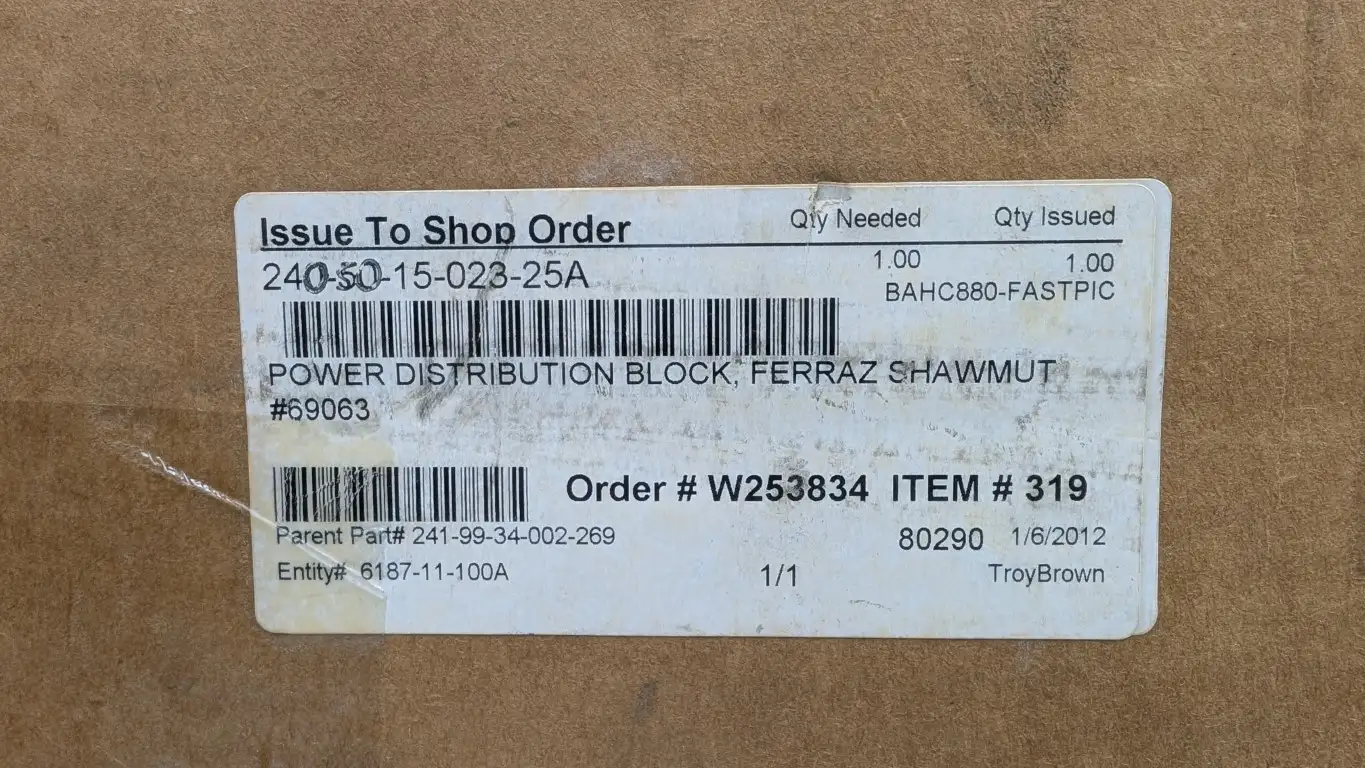 Issue To Shop Order Qty Needed Qty Issued
240-50-15-023-25A 1.00 1.00
BAHC880-FASTPIC
POWER DISTRIBUTION BLOCK, FERRAZ SHAWMUT
#69063
Order # W253834 ITEM # 319
Parent Part# 241-99-34-002-269 80290 1/6/2012
Entity# 6187-11-100A 1/1 TroyBrown